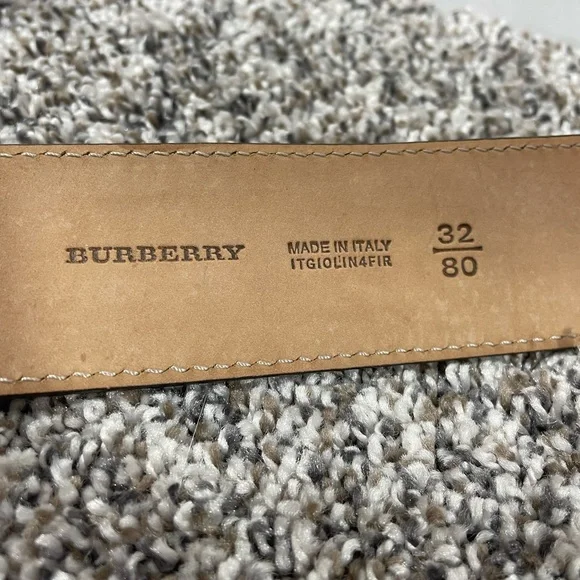 BURBERRY
MADE IN ITALY
ITGIOLIN4FIR
32
80